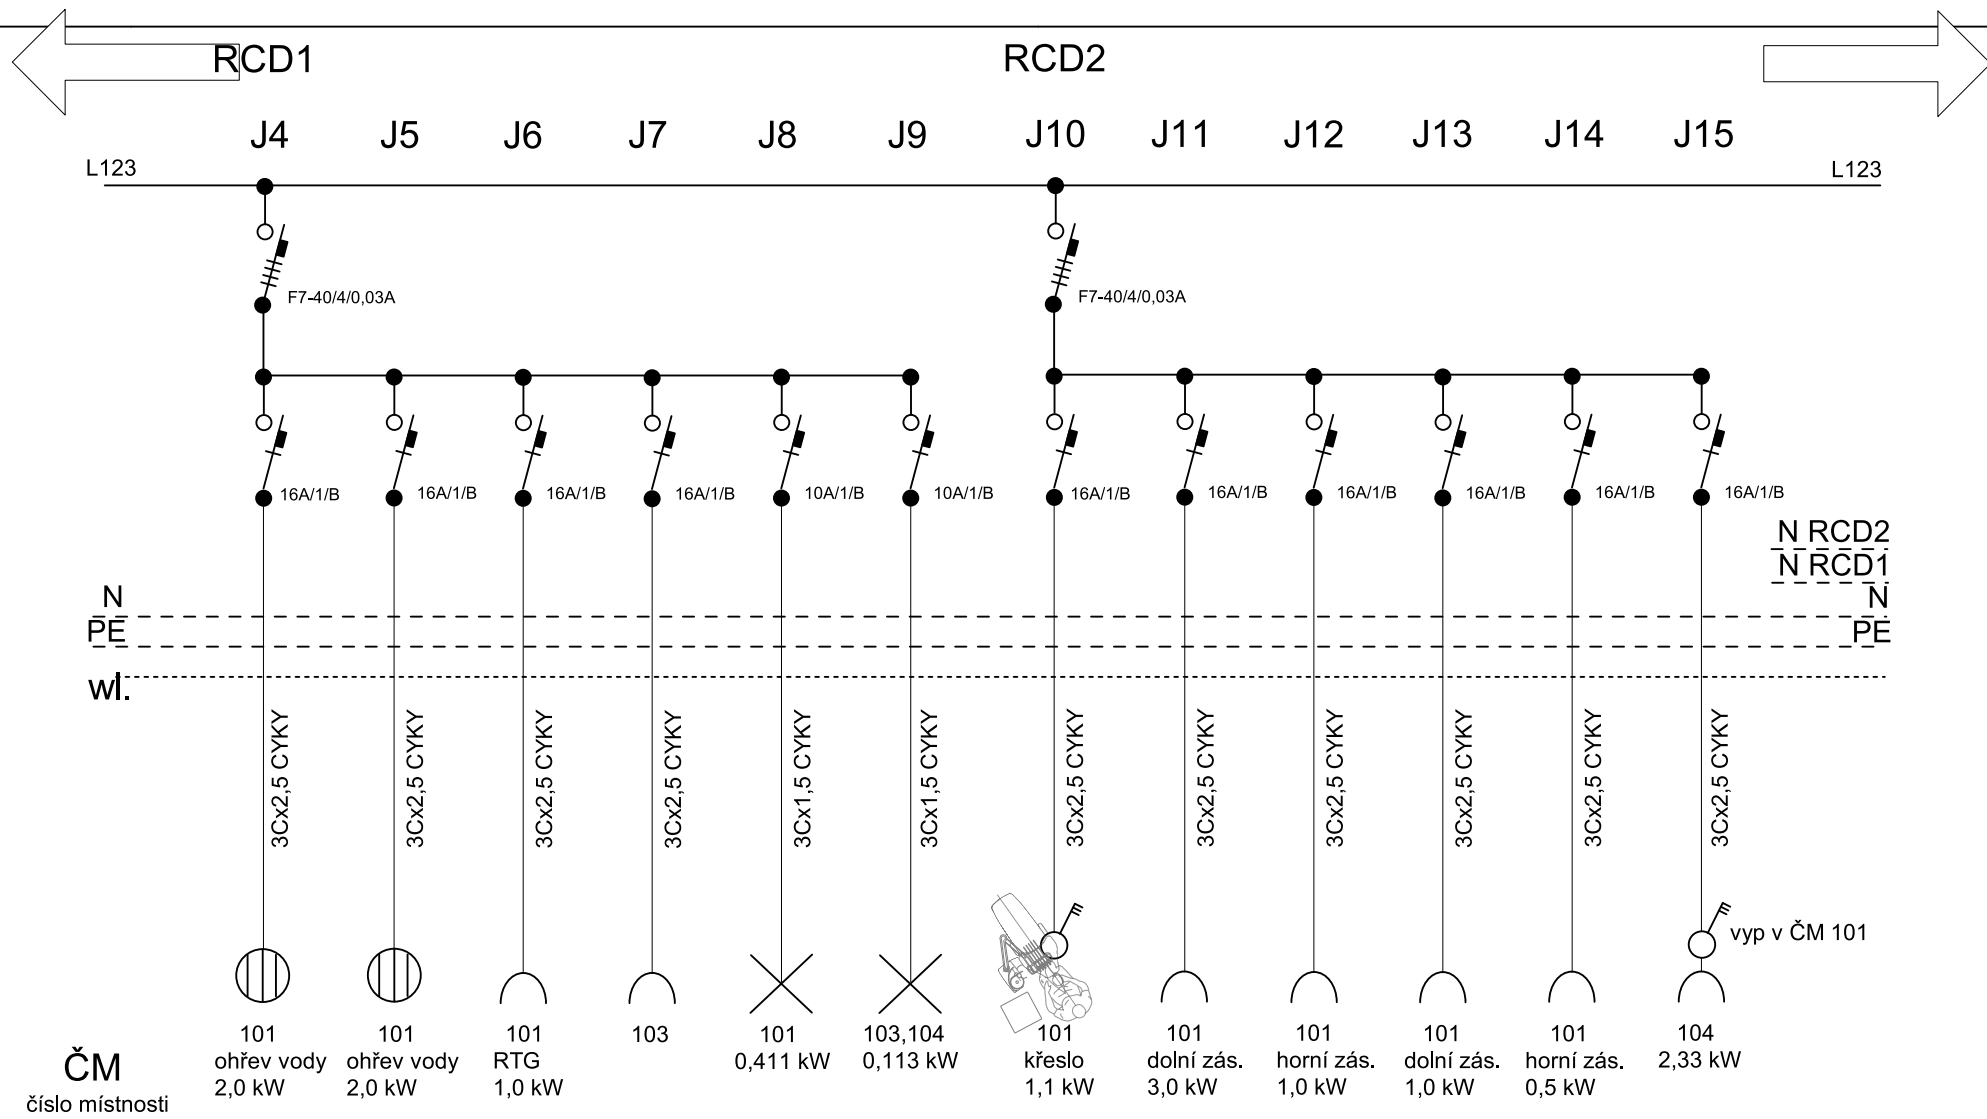 RCD1 RCD2
J4 J5 J6 J7 J8 J9 J10 J11 J12 J13 J14 J15
L123 L123
F7-40/4/0,03A F7-40/4/0,03A
16A/1/B 16A/1/B 16A/1/B 16A/1/B 10A/1/B 10A/1/B 16A/1/B 16A/1/B 16A/1/B 16A/1/B 16A/1/B 16A/1/B
N RCD2
N RCD1
N N
PE PE
wl.
3Cx2,5 CYKY 3Cx2,5 CYKY 3Cx2,5 CYKY 3Cx2,5 CYKY 3Cx1,5 CYKY 3Cx1,5 CYKY 3Cx2,5 CYKY 3Cx2,5 CYKY 3Cx2,5 CYKY 3Cx2,5 CYKY 3Cx2,5 CYKY 3Cx2,5 CYKY
vyp v ČM 101
101 101 101 103 101 103,104 101 101 101 101 101 104
ohřev vody ohřev vody RTG 0,411 kW 0,113 kW křeslo dolní zás. horní zás. dolní zás. horní zás. 2,33 kW
2,0 kW 2,0 kW 1,0 kW 1,1 kW 3,0 kW 1,0 kW 1,0 kW 0,5 kW
ČM
číslo místnosti